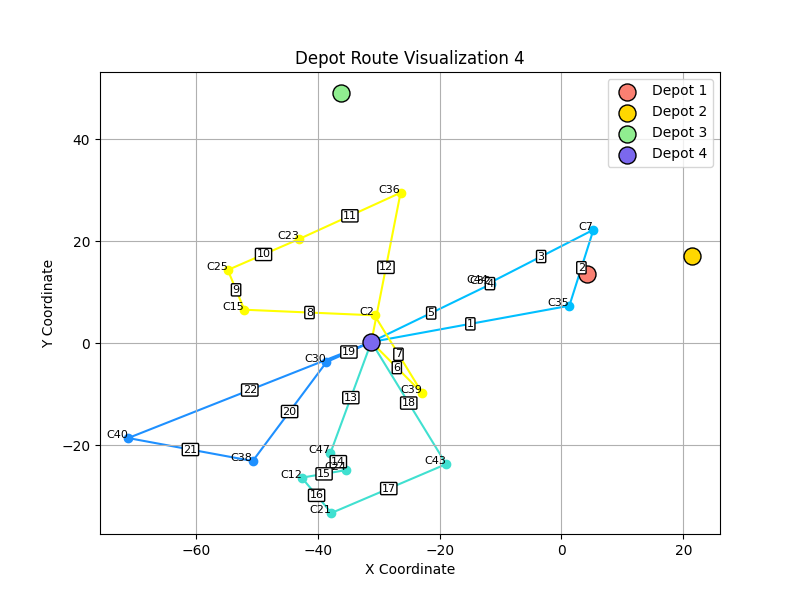 Depot Route Visualization 4
Depot 1
Depot 2
Depot 3
Depot 4
Y Coordinate
40
20
0
−20
−60
−40
−20
0
20
X Coordinate
C36
C23
C25
C15
C2
C7
C35
C30
C39
C40
C38
C47
C12
C21
C43
1
2
3
4
5
6
7
8
9
10
11
12
13
14
15
16
17
18
19
20
21
22